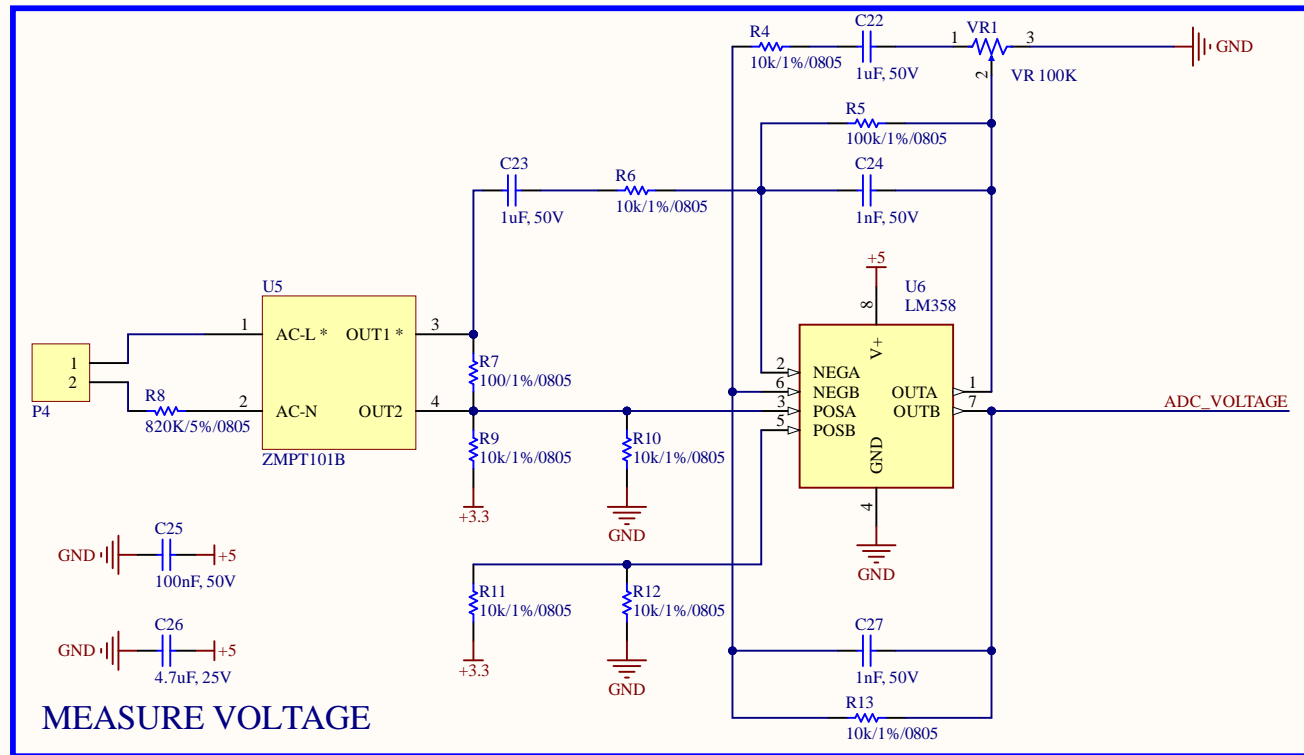 R4
10k/1%/0805
C22
1uF, 50V
1
VR1
3
2
VR 100K
GND
R5
100k/1%/0805
C23
1uF, 50V
R6
10k/1%/0805
C24
1nF, 50V
+5
U6
LM358
8
V+
U5
1
AC-L *
OUT1 *
3
2
AC-N
OUT2
4
ZMPT101B
1
2
P4
R8
820K/5%/0805
R7
100/1%/0805
R9
10k/1%/0805
+3.3
R10
10k/1%/0805
GND
2
NEGA
6
NEGB
3
POSA
5
POSB
OUTA
1
OUTB
7
GND
4
GND
ADC_VOLTAGE
C25
GND
+5
100nF, 50V
C26
GND
+5
4.7uF, 25V
R11
10k/1%/0805
+3.3
R12
10k/1%/0805
GND
C27
1nF, 50V
R13
10k/1%/0805
MEASURE VOLTAGE